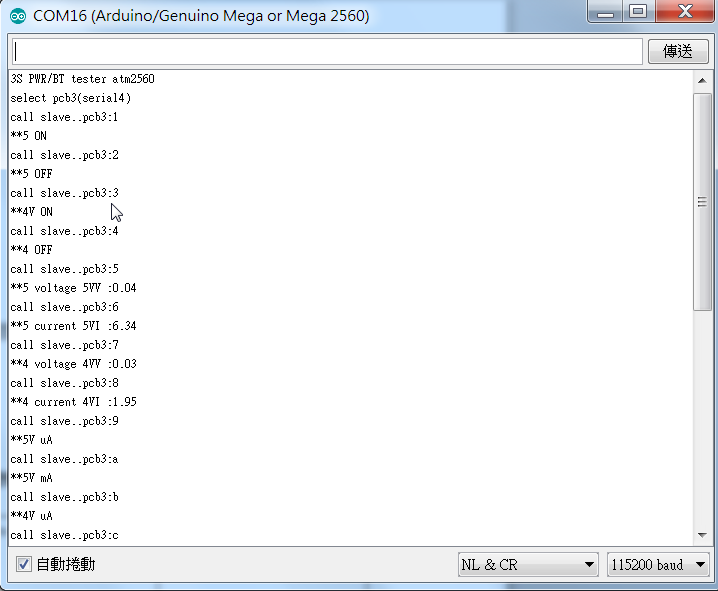 COM16 (Arduino/Genuino Mega or Mega 2560)
傳送
3S PWR/BT tester atm2560
select pcb3(serial4)
call slave..pcb3:1
**5 ON
call slave..pcb3:2
**5 OFF
call slave..pcb3:3
**4V ON
call slave..pcb3:4
**4 OFF
call slave..pcb3:5
**5 voltage 5VV :0.04
call slave..pcb3:6
**5 current 5VI :6.34
call slave..pcb3:7
**4 voltage 4VV :0.03
call slave..pcb3:8
**4 current 4VI :1.95
call slave..pcb3:9
**5V uA
call slave..pcb3:a
**5V mA
call slave..pcb3:b
**4V uA
call slave..pcb3:c
自動捲動
NL & CR
115200 baud